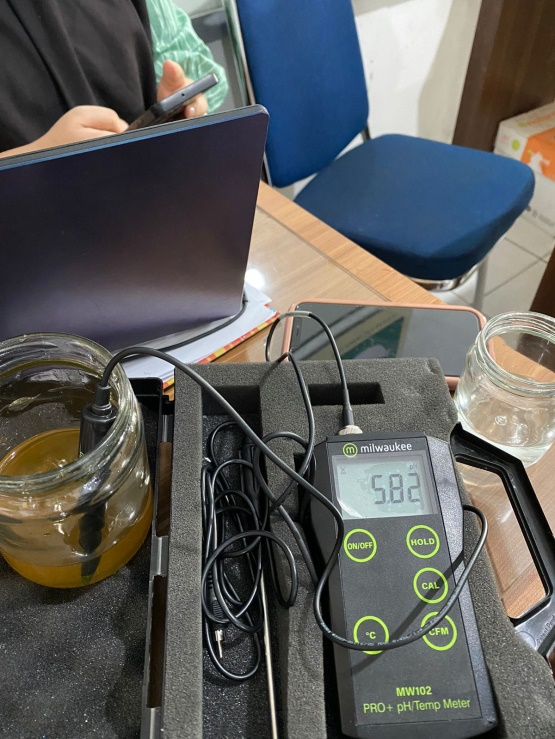 milwaukee
5.82
ON/OFF
HOLD
CAL
°C
CFM
MW102
PRO+ pH/Temp Meter